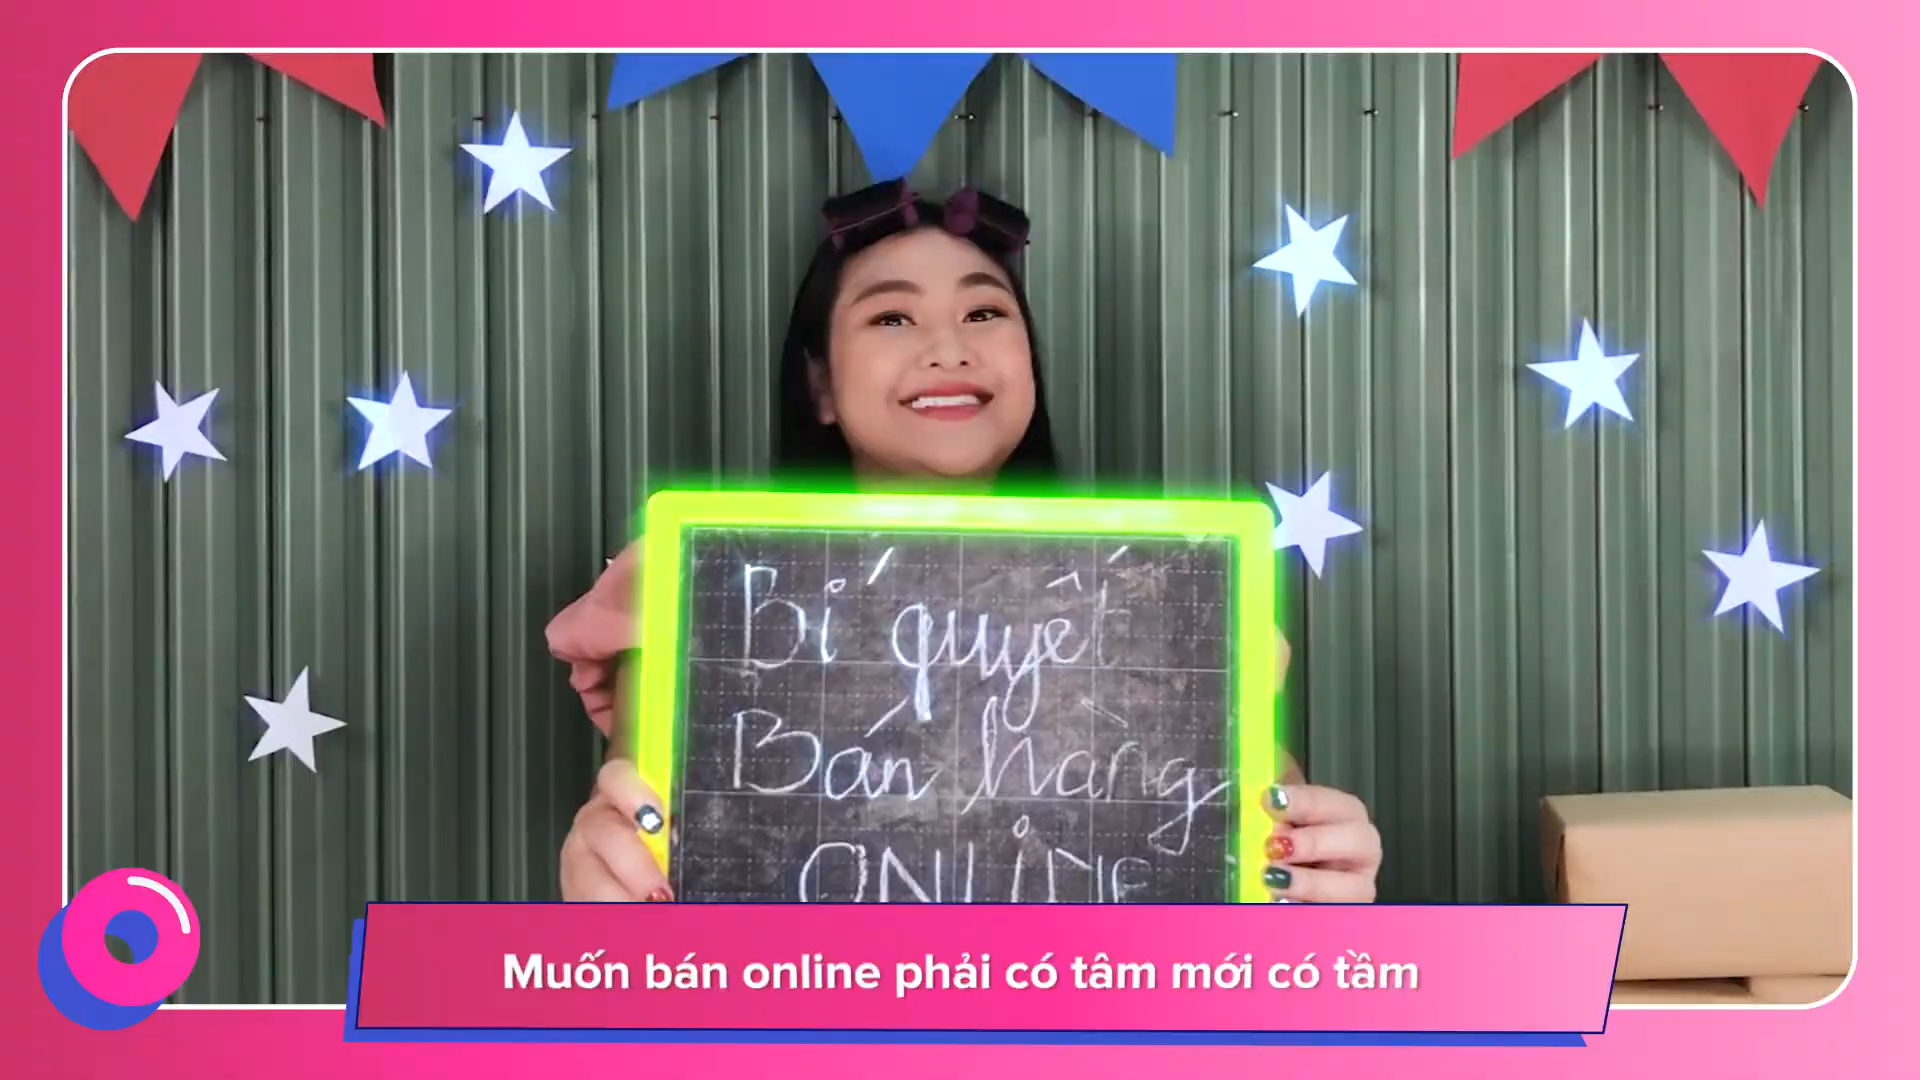 Bí quyết
Bán hàng
ONLINE
Muốn bán online phải có tâm mới có tầm